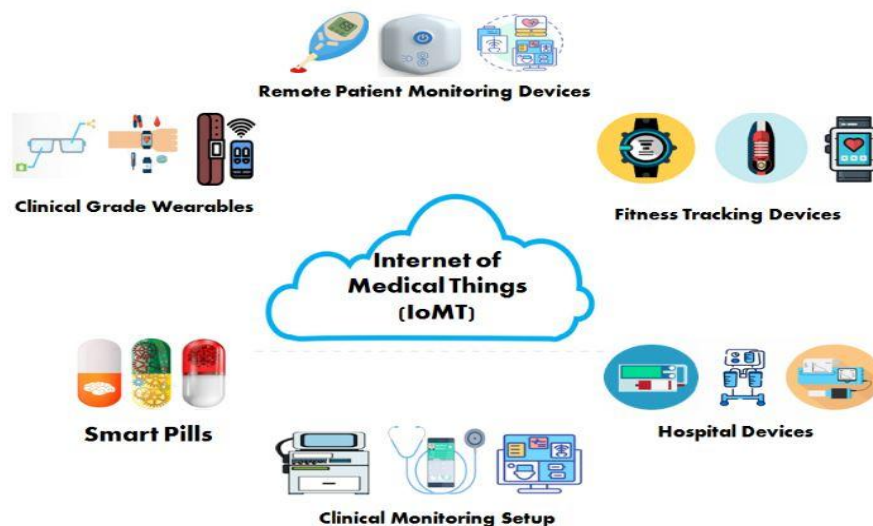 Remote Patient Monitoring Devices
Clinical Grade Wearables
Fitness Tracking Devices
Internet of
Medical Things
(IoMT)
Smart Pills
Hospital Devices
Clinical Monitoring Setup